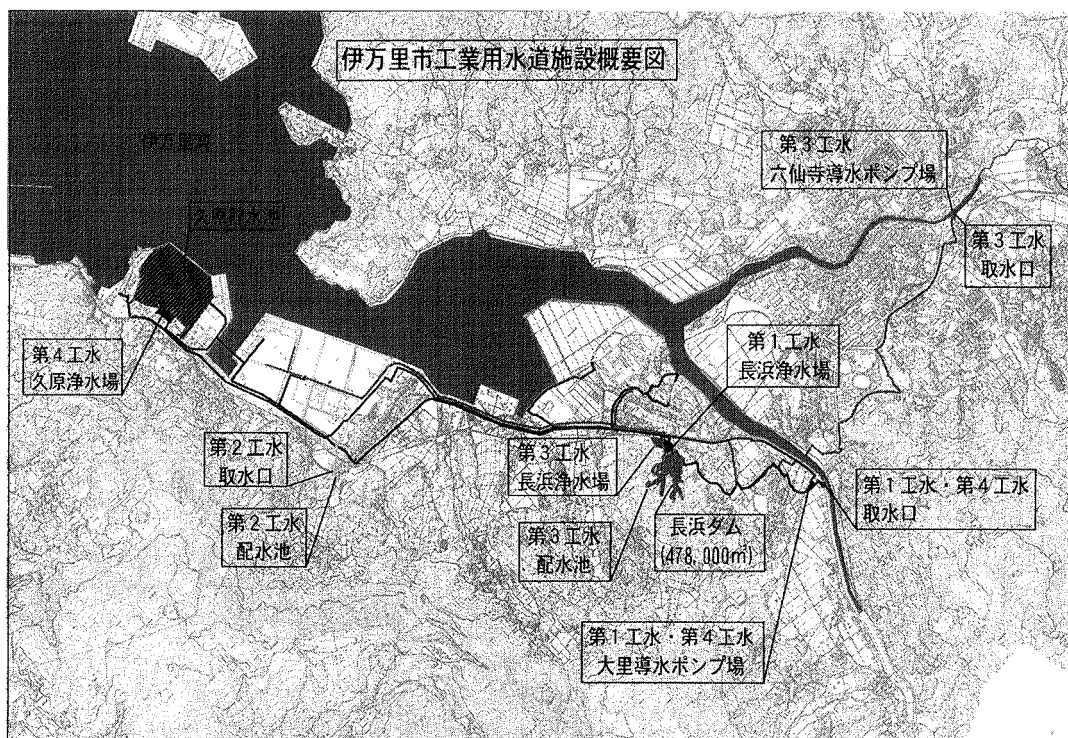 伊万里市工業用水道施設概要図
伊万里湾
久原貯水池
第3工水
六仙寺導水ポンプ場
第3工水
取水口
第4工水
久原浄水場
第1工水
長浜浄水場
第2工水
取水口
第3工水
長浜浄水場
第1工水・第4工水
取水口
第2工水
配水池
第3工水
配水池
長浜ダム
(478,000㎥)
第1工水・第4工水
大里導水ポンプ場